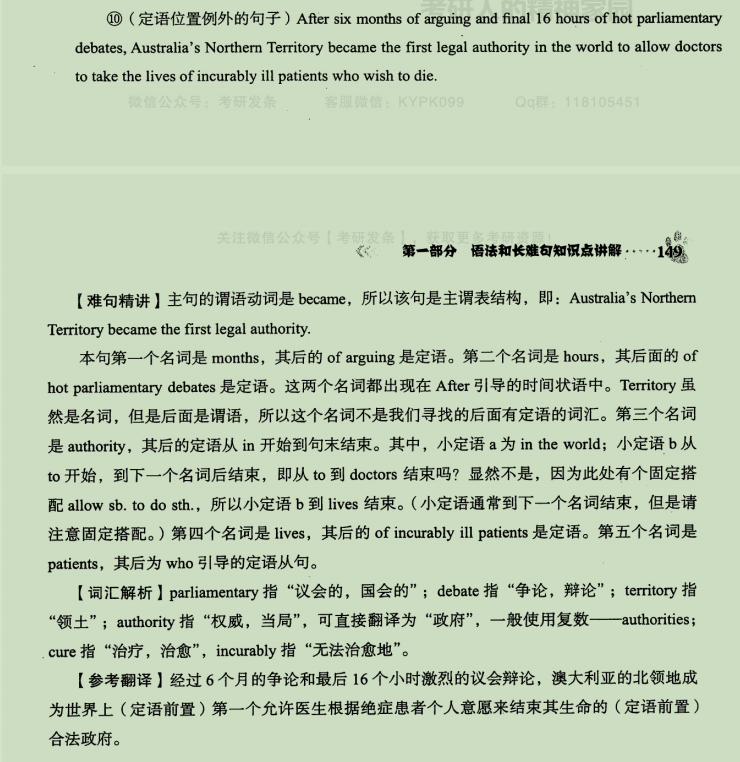 考研人的精神家园
⑩（定语位置例外的句子）After six months of arguing and final 16 hours of hot parliamentary
debates, Australia's Northern Territory became the first legal authority in the world to allow doctors
to take the lives of incurably ill patients who wish to die.
微信公众号：考研发条 客服微信：KYPK099 Qq群：118105451
关注微信公众号【考研发条】，获取更多考研资源！
第一部分 语法和长难句知识点讲解·····149
【难句精讲】主句的谓语动词是 became，所以该句是主谓表结构，即：Australia's Northern
Territory became the first legal authority.
本句第一个名词是 months，其后的 of arguing 是定语。第二个名词是 hours，其后面的 of
hot parliamentary debates 是定语。这两个名词都出现在 After 引导的时间状语中。Territory 虽
然是名词，但是后面是谓语，所以这个名词不是我们寻找的后面有定语的词汇。第三个名词
是 authority，其后的定语从 in 开始到句末结束。其中，小定语 a 为 in the world；小定语 b 从
to 开始，到下一个名词后结束，即从 to 到 doctors 结束吗？显然不是，因为此处有个固定搭
配 allow sb. to do sth.，所以小定语 b 到 lives 结束。（小定语通常到下一个名词结束，但是请
注意固定搭配。）第四个名词是 lives，其后的 of incurably ill patients 是定语。第五个名词是
patients，其后为 who 引导的定语从句。
【词汇解析】parliamentary 指“议会的，国会的”；debate 指“争论，辩论”；territory 指
“领土”；authority 指“权威，当局”，可直接翻译为“政府”，一般使用复数——authorities；
cure 指“治疗，治愈”，incurably 指“无法治愈地”。
【参考翻译】经过 6 个月的争论和最后 16 个小时激烈的议会辩论，澳大利亚的北领地成
为世界上（定语前置）第一个允许医生根据绝症患者个人意愿来结束其生命的（定语前置）
合法政府。